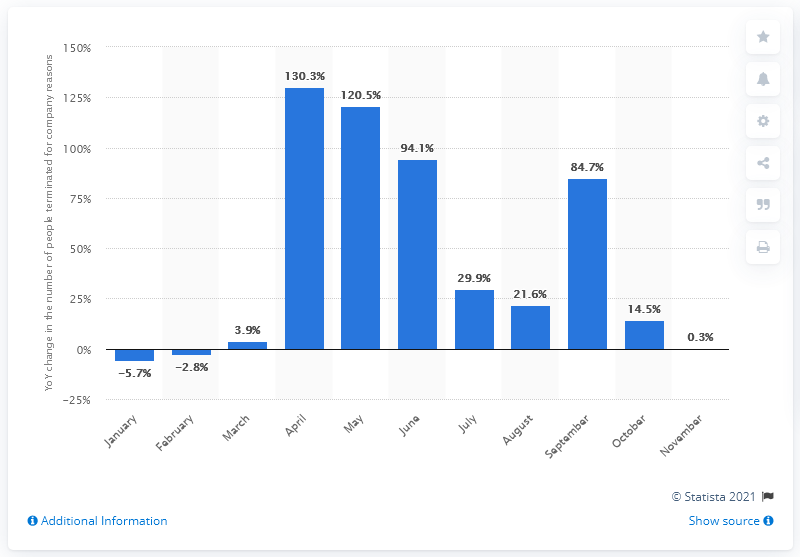 YoY change in the number of people terminated for company reasons
150%
125%
100%
75%
50%
25%
0%
−25%
−5.7%
−2.8%
3.9%
130.3%
120.5%
94.1%
29.9%
21.6%
84.7%
14.5%
0.3%
January
February
March
April
May
June
July
August
September
October
November
© Statista 2021
Additional Information
Show source